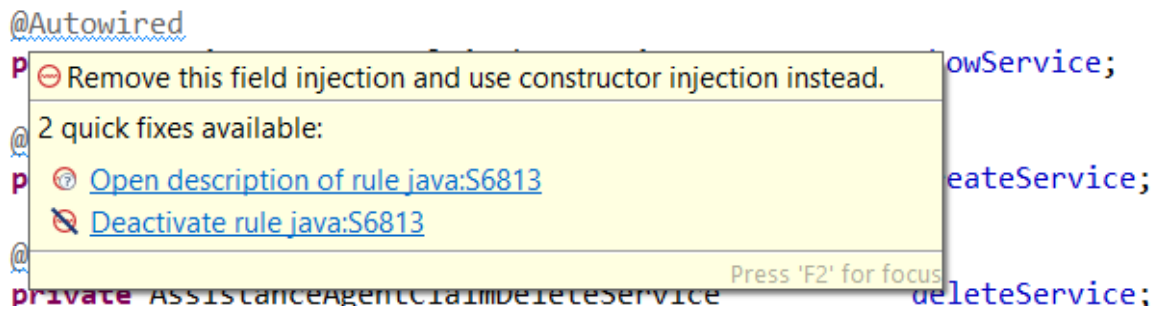 @Autowired
p owService;
Remove this field injection and use constructor injection instead.
2 quick fixes available:
@
p eateService;
Open description of rule java:S6813
Deactivate rule java:S6813
@
Press 'F2' for focus
private AssistanceAgentClaimDeleteService deleteService;